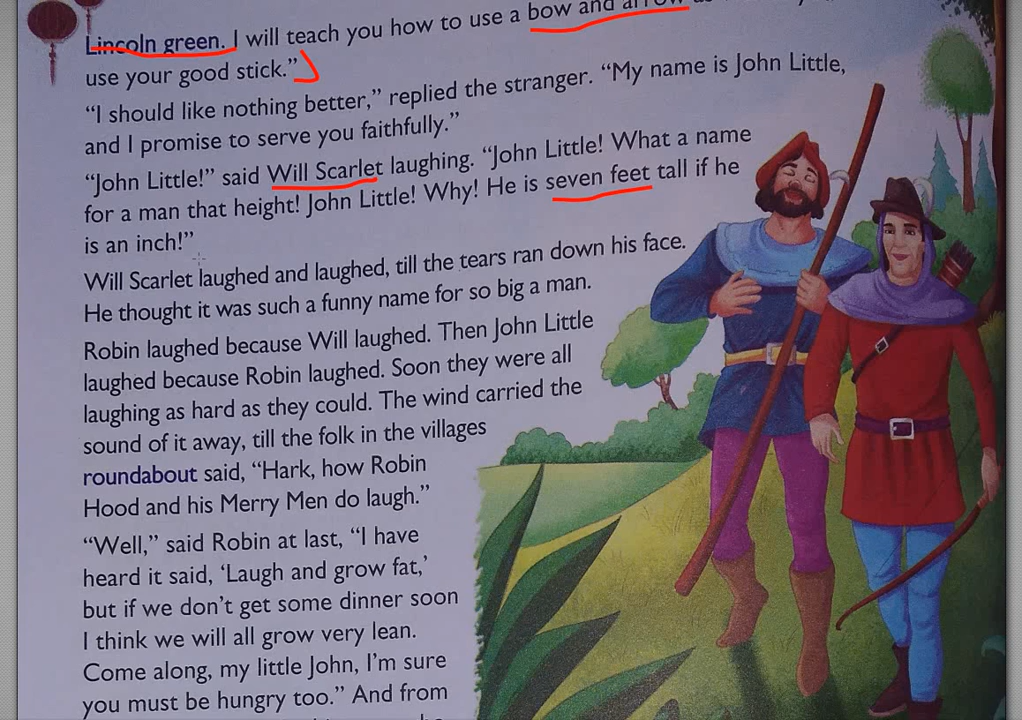 Lincoln green. I will teach you how to use a bow and arrow
use your good stick.”
“I should like nothing better,” replied the stranger. “My name is John Little,
and I promise to serve you faithfully.”
“John Little!” said Will Scarlet laughing. “John Little! What a name
for a man that height! John Little! Why! He is seven feet tall if he
is an inch!”
Will Scarlet laughed and laughed, till the tears ran down his face.
He thought it was such a funny name for so big a man.
Robin laughed because Will laughed. Then John Little
laughed because Robin laughed. Soon they were all
laughing as hard as they could. The wind carried the
sound of it away, till the folk in the villages
roundabout said, “Hark, how Robin
Hood and his Merry Men do laugh.”
“Well,” said Robin at last, “I have
heard it said, ‘Laugh and grow fat,’
but if we don’t get some dinner soon
I think we will all grow very lean.
Come along, my little John, I’m sure
you must be hungry too.” And from